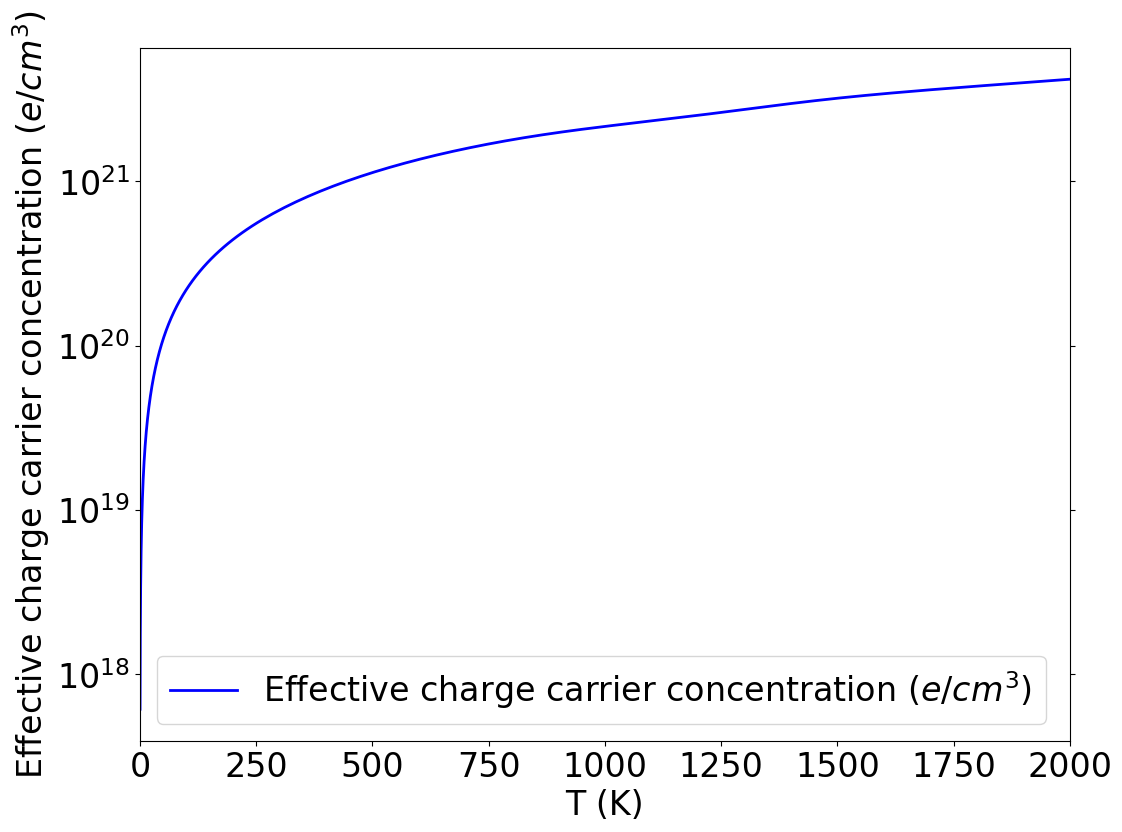 Effective charge carrier concentration (e/cm³)
10²¹
10²⁰
10¹⁹
10¹⁸
Effective charge carrier concentration (e/cm³)
0 250 500 750 1000 1250 1500 1750 2000
T (K)